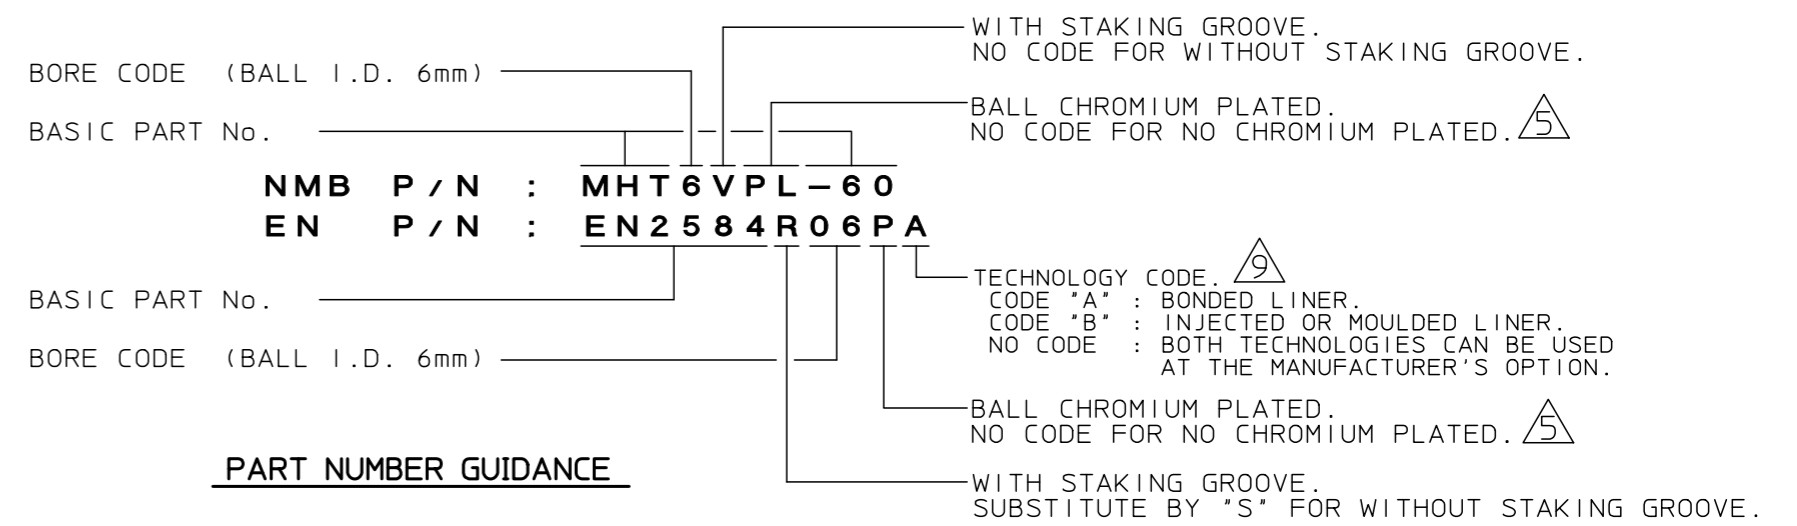 WITH STAKING GROOVE.
NO CODE FOR WITHOUT STAKING GROOVE.
BORE CODE (BALL I.D. 6mm)
BALL CHROMIUM PLATED.
NO CODE FOR NO CHROMIUM PLATED. 5
BASIC PART No.
NMB P/N : MHT6VPL-60
EN P/N : EN2584R06PA
TECHNOLOGY CODE. 9
CODE "A" : BONDED LINER.
CODE "B" : INJECTED OR MOULDED LINER.
NO CODE : BOTH TECHNOLOGIES CAN BE USED
AT THE MANUFACTURER'S OPTION.
BASIC PART No.
BORE CODE (BALL I.D. 6mm)
BALL CHROMIUM PLATED.
NO CODE FOR NO CHROMIUM PLATED. 5
PART NUMBER GUIDANCE
WITH STAKING GROOVE.
SUBSTITUTE BY "S" FOR WITHOUT STAKING GROOVE.